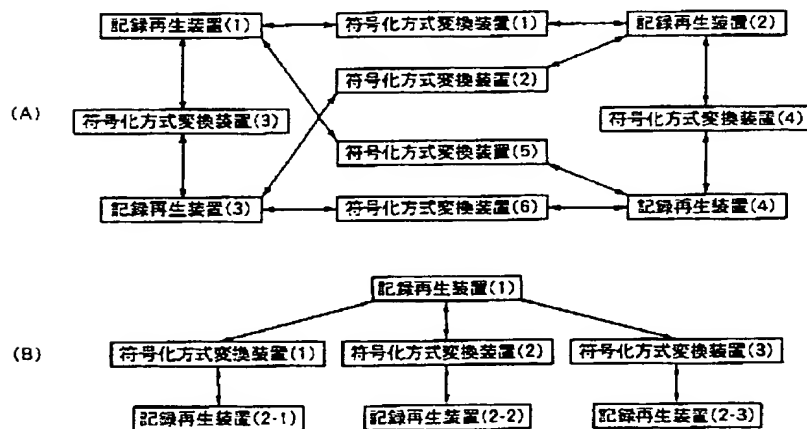 記録再生装置(1)
符号化方式変換装置(1)
記録再生装置(2)
符号化方式変換装置(2)
(A)
符号化方式変換装置(3)
符号化方式変換装置(4)
符号化方式変換装置(5)
記録再生装置(3)
符号化方式変換装置(6)
記録再生装置(4)
記録再生装置(1)
(B)
符号化方式変換装置(1)
符号化方式変換装置(2)
符号化方式変換装置(3)
記録再生装置(2-1)
記録再生装置(2-2)
記録再生装置(2-3)